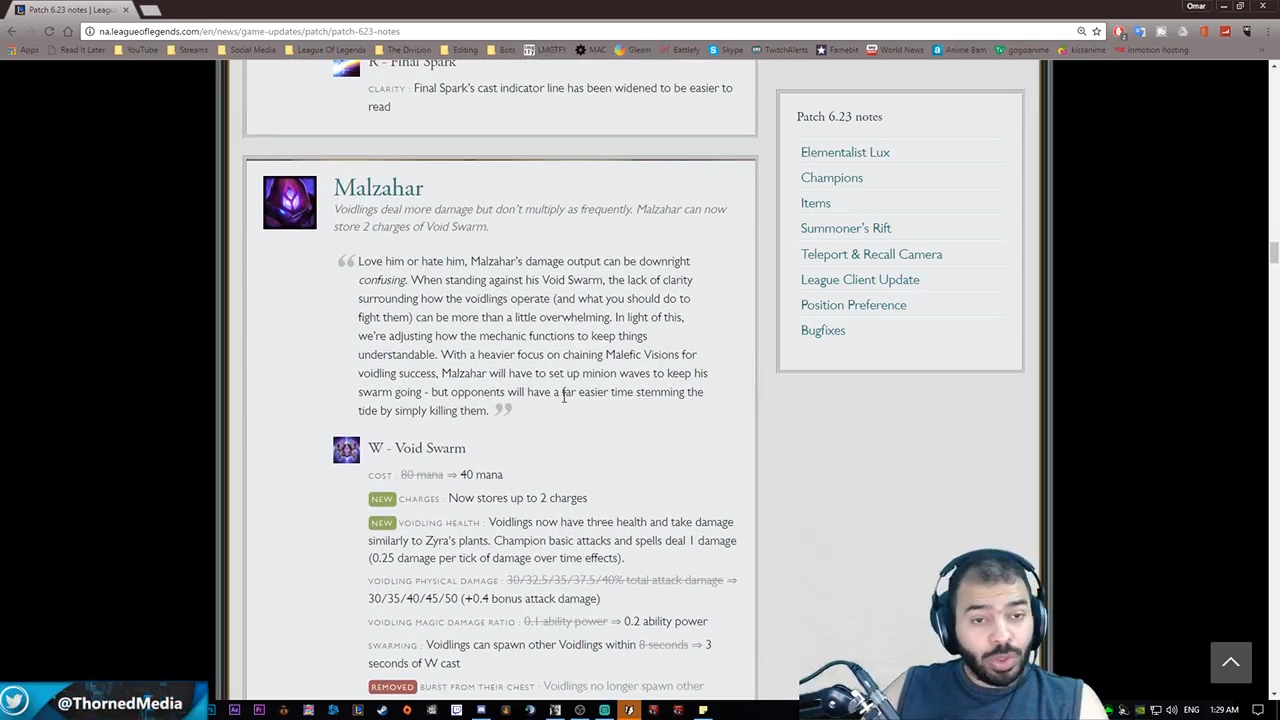 Patch 6.23 notes | Leagu
Omar
na.leagueoflegends.com/en/news/game-updates/patch/patch-623-notes
Apps Read it Later YouTube Streams Social Media League Of Legends The Division Editing Bots LMGTFY MAC Gleam Battlefy Skype TwitchAlerts Famebit World News Anime Bam gogoanime kissanime inmotion hosting
R - Final Spark
CLARITY : Final Spark's cast indicator line has been widened to be easier to
read
Malzahar
Voidlings deal more damage but don't multiply as frequently. Malzahar can now
store 2 charges of Void Swarm.
Love him or hate him, Malzahar's damage output can be downright
confusing. When standing against his Void Swarm, the lack of clarity
surrounding how the voidlings operate (and what you should do to
fight them) can be more than a little overwhelming. In light of this,
we're adjusting how the mechanic functions to keep things
understandable. With a heavier focus on chaining Malefic Visions for
voidling success, Malzahar will have to set up minion waves to keep his
swarm going - but opponents will have a far easier time stemming the
tide by simply killing them.
W - Void Swarm
COST : 80 mana ⇒ 40 mana
NEW CHARGES : Now stores up to 2 charges
NEW VOIDLING HEALTH : Voidlings now have three health and take damage
similarly to Zyra's plants. Champion basic attacks and spells deal 1 damage
(0.25 damage per tick of damage over time effects).
VOIDLING PHYSICAL DAMAGE : 30/32.5/35/37.5/40% total attack damage ⇒
30/35/40/45/50 (+0.4 bonus attack damage)
VOIDLING MAGIC DAMAGE RATIO : 0.1 ability power ⇒ 0.2 ability power
SWARMING : Voidlings can spawn other Voidlings within 8 seconds ⇒ 3
seconds of W cast
REMOVED BURST FROM THEIR CHEST : Voidlings no longer spawn other
Patch 6.23 notes
Elementalist Lux
Champions
Items
Summoner's Rift
Teleport & Recall Camera
League Client Update
Position Preference
Bugfixes
@ThornedMedia
ENG 1:29 AM